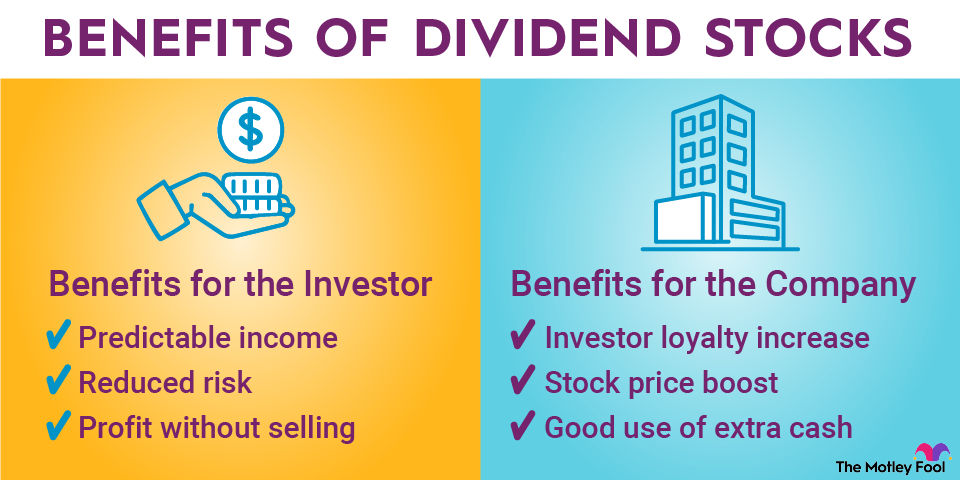 BENEFITS OF DIVIDEND STOCKS
$
Benefits for the Investor
Predictable income
Reduced risk
Profit without selling
Benefits for the Company
Investor loyalty increase
Stock price boost
Good use of extra cash
The Motley Fool